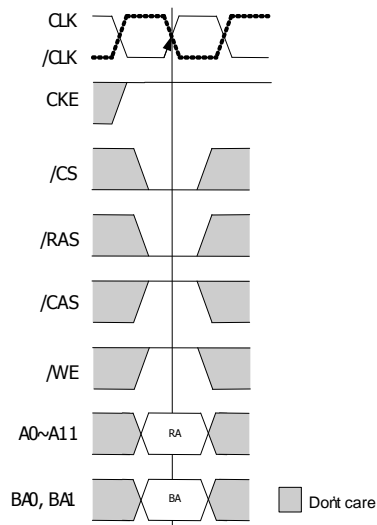 CLK
/CLK
CKE
/CS
/RAS
/CAS
/WE
A0~A11
RA
BA0, BA1
BA
Don't care